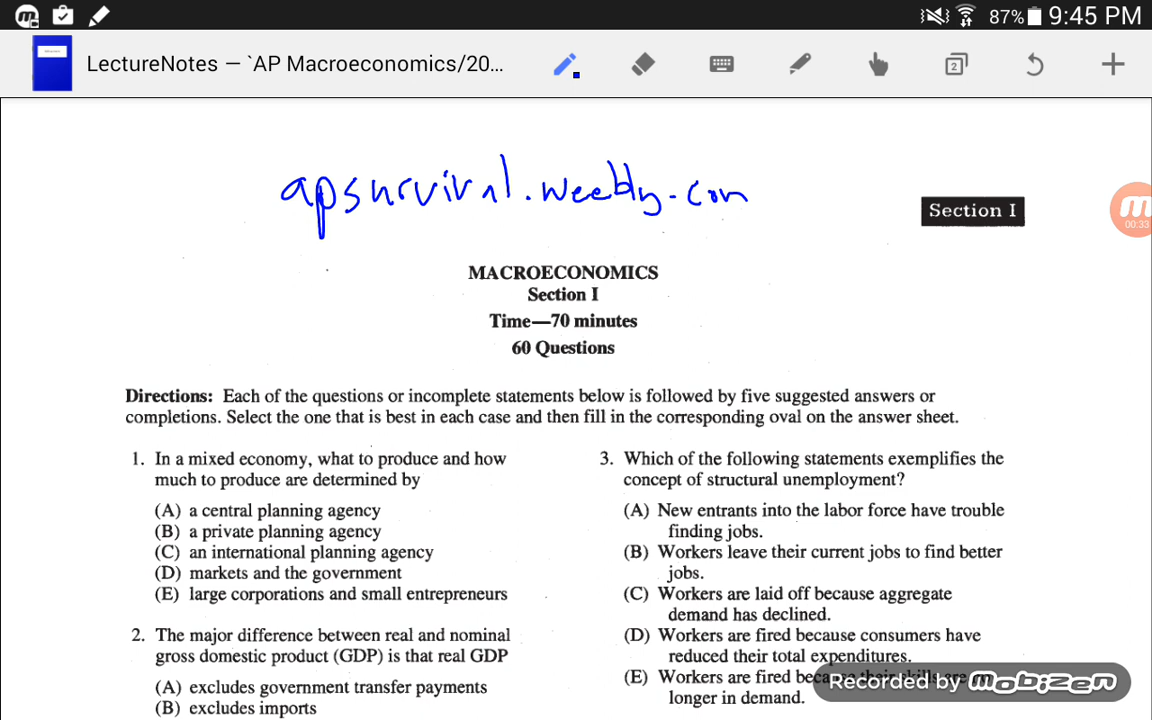 87% 9:45 PM
LectureNotes — `AP Macroeconomics/20...
2
apsurvival.weebly.com
Section I
00:33
MACROECONOMICS
Section I
Time—70 minutes
60 Questions
Directions: Each of the questions or incomplete statements below is followed by five suggested answers or
completions. Select the one that is best in each case and then fill in the corresponding oval on the answer sheet.
1. In a mixed economy, what to produce and how
much to produce are determined by
(A) a central planning agency
(B) a private planning agency
(C) an international planning agency
(D) markets and the government
(E) large corporations and small entrepreneurs
2. The major difference between real and nominal
gross domestic product (GDP) is that real GDP
(A) excludes government transfer payments
(B) excludes imports
3. Which of the following statements exemplifies the
concept of structural unemployment?
(A) New entrants into the labor force have trouble
finding jobs.
(B) Workers leave their current jobs to find better
jobs.
(C) Workers are laid off because aggregate
demand has declined.
(D) Workers are fired because consumers have
reduced their total expenditures.
(E) Workers are fired because their skills are no
longer in demand.
Recorded by mobizen